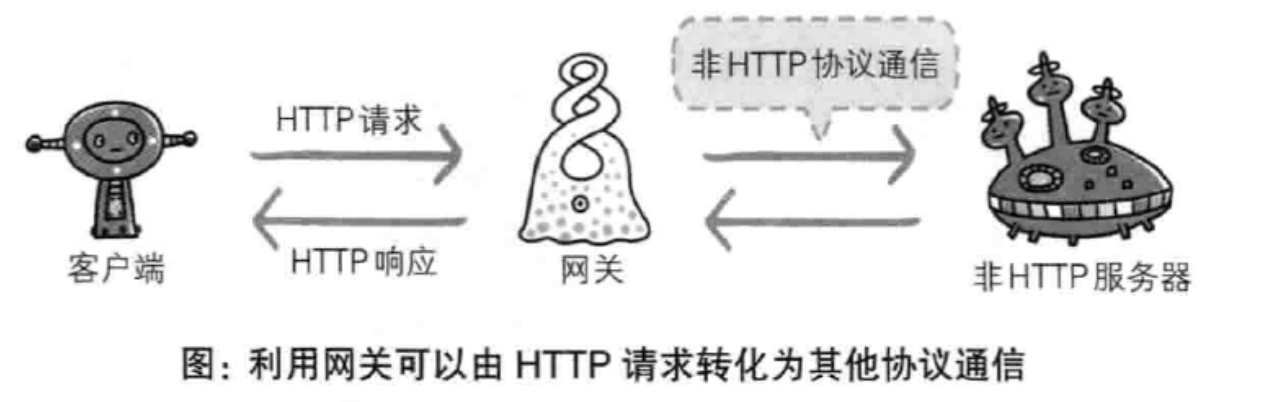 非HTTP协议通信
HTTP请求
HTTP响应
客户端
网关
非HTTP服务器
图：利用网关可以由 HTTP 请求转化为其他协议通信